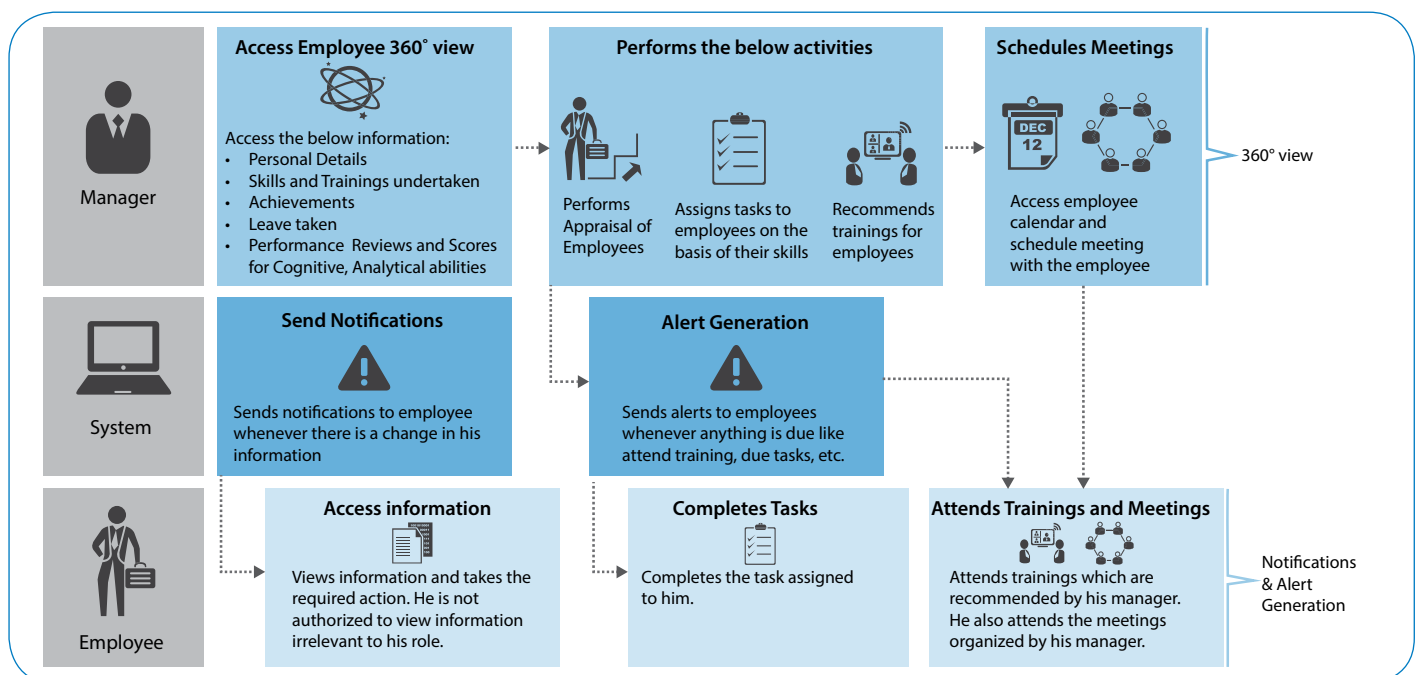 Manager
Access Employee 360° view
Access the below information:
• Personal Details
• Skills and Trainings undertaken
• Achievements
• Leave taken
• Performance Reviews and Scores
for Cognitive, Analytical abilities
Performs the below activities
Performs
Appraisal of
Employees
Assigns tasks to
employees on the
basis of their skills
Recommends
trainings for
employees
Schedules Meetings
DEC
12
Access employee
calendar and
schedule meeting
with the employee
360° view
System
Send Notifications
Sends notifications to employee
whenever there is a change in his
information
Alert Generation
Sends alerts to employees
whenever anything is due like
attend training, due tasks, etc.
Employee
Access information
Views information and takes the
required action. He is not
authorized to view information
irrelevant to his role.
Completes Tasks
Completes the task assigned
to him.
Attends Trainings and Meetings
Attends trainings which are
recommended by his manager.
He also attends the meetings
organized by his manager.
Notifications
& Alert
Generation